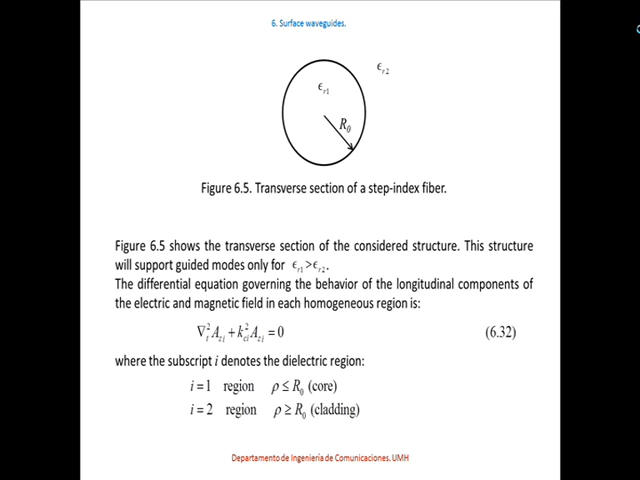 6. Surface waveguides.
ϵr2
ϵr1
R0
Figure 6.5. Transverse section of a step-index fiber.
Figure 6.5 shows the transverse section of the considered structure. This structure
will support guided modes only for ϵr1>ϵr2.
The differential equation governing the behavior of the longitudinal components of
the electric and magnetic field in each homogeneous region is:
∇t²Azi + kci²Azi = 0 (6.32)
where the subscript i denotes the dielectric region:
i = 1 region ρ ≤ R0 (core)
i = 2 region ρ ≥ R0 (cladding)
Departamento de Ingeniería de Comunicaciones. UMH